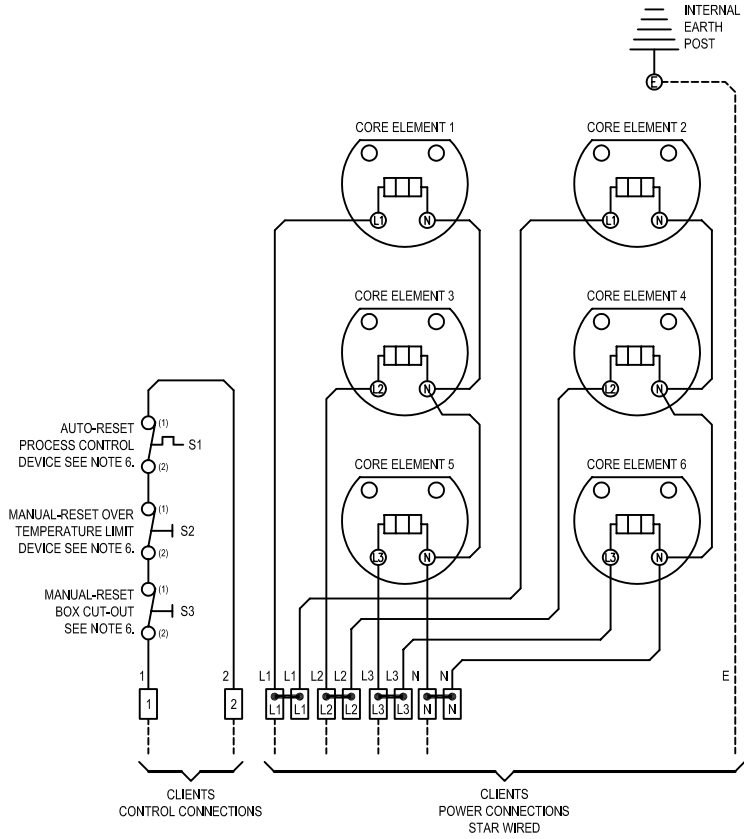 INTERNAL
EARTH
POST
E
CORE ELEMENT 1
CORE ELEMENT 2
L1 N
L1 N
CORE ELEMENT 3
CORE ELEMENT 4
L2 N
L2 N
CORE ELEMENT 5
CORE ELEMENT 6
L3 N
L3 N
AUTO-RESET
PROCESS CONTROL
DEVICE SEE NOTE 6.
(1)
S1
(2)
MANUAL-RESET OVER
TEMPERATURE LIMIT
DEVICE SEE NOTE 6.
(1)
S2
(2)
MANUAL-RESET
BOX CUT-OUT
SEE NOTE 6.
(1)
S3
(2)
1 2 L1 L1 L2 L2 L3 L3 N N E
1 2 L1 L1 L2 L2 L3 L3 N N
CLIENTS
CONTROL CONNECTIONS
CLIENTS
POWER CONNECTIONS
STAR WIRED